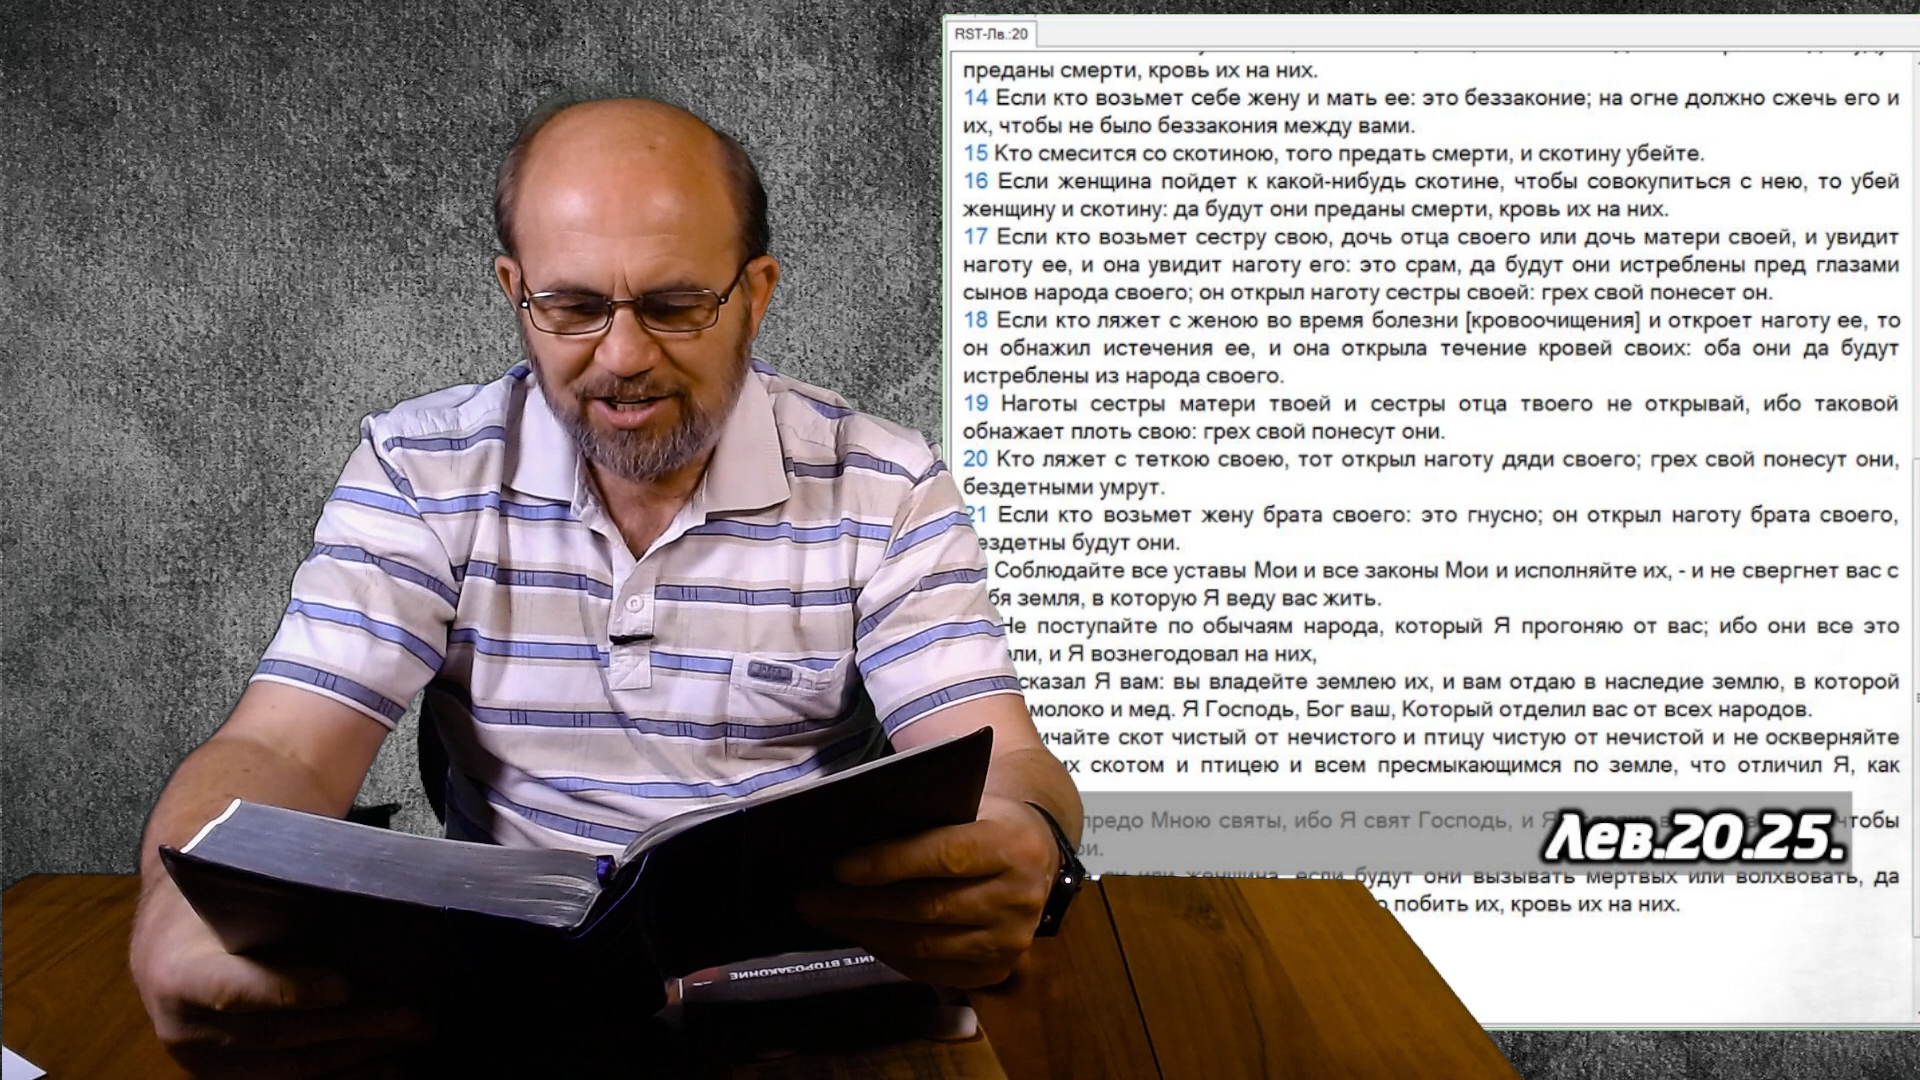 RST-Лв.:20
преданы смерти, кровь их на них.
14 Если кто возьмет себе жену и мать ее: это беззаконие; на огне должно сжечь его и
их, чтобы не было беззакония между вами.
15 Кто смесится со скотиною, того предать смерти, и скотину убейте.
16 Если женщина пойдет к какой-нибудь скотине, чтобы совокупиться с нею, то убей
женщину и скотину: да будут они преданы смерти, кровь их на них.
17 Если кто возьмет сестру свою, дочь отца своего или дочь матери своей, и увидит
наготу ее, и она увидит наготу его: это срам, да будут они истреблены пред глазами
сынов народа своего; он открыл наготу сестры своей: грех свой понесет он.
18 Если кто ляжет с женою во время болезни [кровоочищения] и откроет наготу ее, то
он обнажил истечения ее, и она открыла течение кровей своих: оба они да будут
истреблены из народа своего.
19 Наготы сестры матери твоей и сестры отца твоего не открывай, ибо таковой
обнажает плоть свою: грех свой понесут они.
20 Кто ляжет с теткою своею, тот открыл наготу дяди своего; грех свой понесут они,
бездетными умрут.
21 Если кто возьмет жену брата своего: это гнусно; он открыл наготу брата своего,
ездетны будут они.
Соблюдайте все уставы Мои и все законы Мои и исполняйте их, - и не свергнет вас с
бя земля, в которую Я веду вас жить.
Не поступайте по обычаям народа, который Я прогоняю от вас; ибо они все это
али, и Я вознегодовал на них,
сказал Я вам: вы владейте землею их, и вам отдаю в наследие землю, в которой
молоко и мед. Я Господь, Бог ваш, Который отделил вас от всех народов.
ичайте скот чистый от нечистого и птицу чистую от нечистой и не оскверняйте
их скотом и птицею и всем пресмыкающимся по земле, что отличил Я, как
предо Мною святы, ибо Я свят Господь, и Я чтобы
ои.
Лев.20.25.
или женщина, если будут они вызывать мертвых или волхвовать, да
побить их, кровь их на них.
НИГЕ ВТОРОЗАКОНИЕ